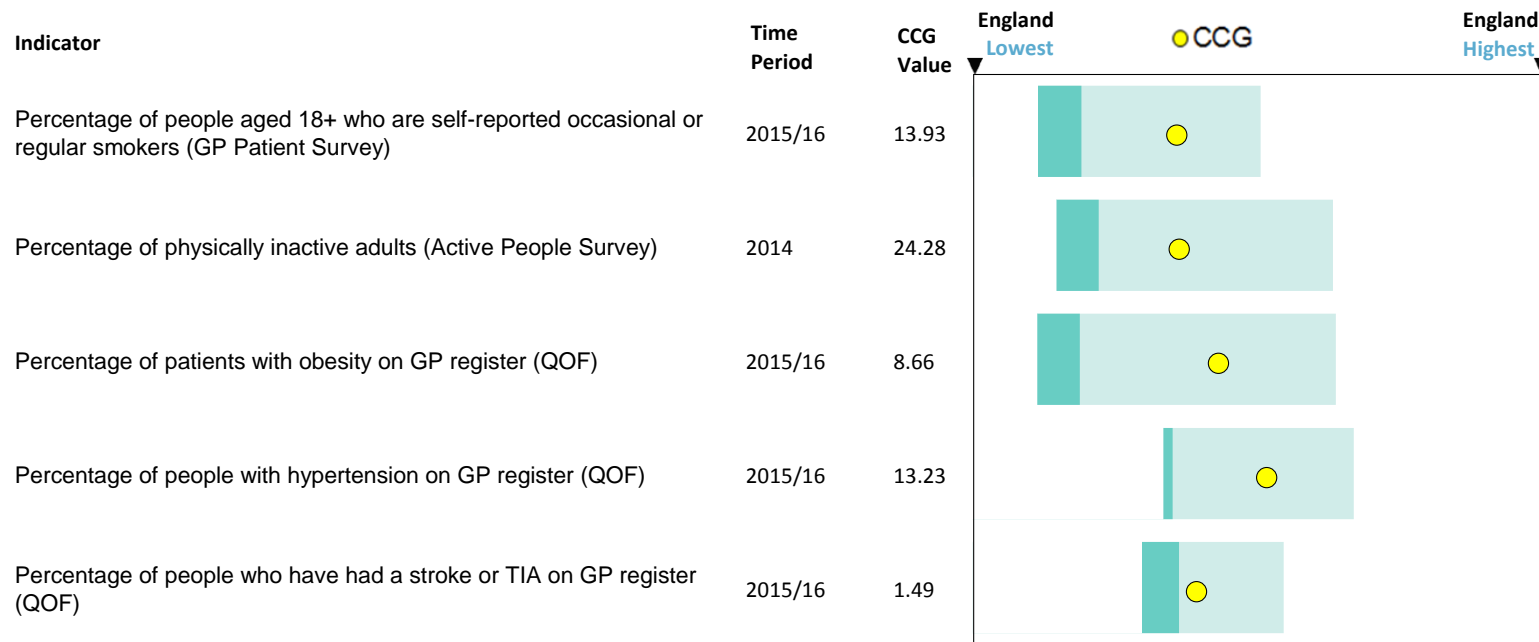 Indicator
Time
Period
CCG
Value
England
Lowest
CCG
England
Highest
Percentage of people aged 18+ who are self-reported occasional or
regular smokers (GP Patient Survey)
2015/16
13.93
Percentage of physically inactive adults (Active People Survey)
2014
24.28
Percentage of patients with obesity on GP register (QOF)
2015/16
8.66
Percentage of people with hypertension on GP register (QOF)
2015/16
13.23
Percentage of people who have had a stroke or TIA on GP register
(QOF)
2015/16
1.49